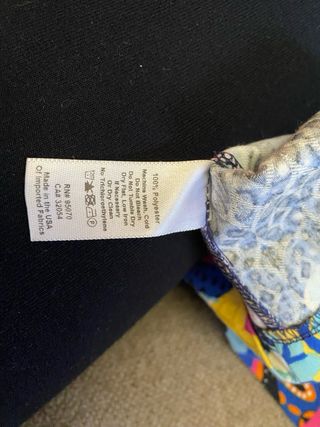 100% Polyester
Machine Wash, Cold
Do Not Bleach
Do Not Tumble Dry
Dry Flat, Low Iron
If Necessary
Or Dry Clean
No Trichloroethylene
RN# 95070
CA# 32054
Made in the USA
Of Imported Fabrics